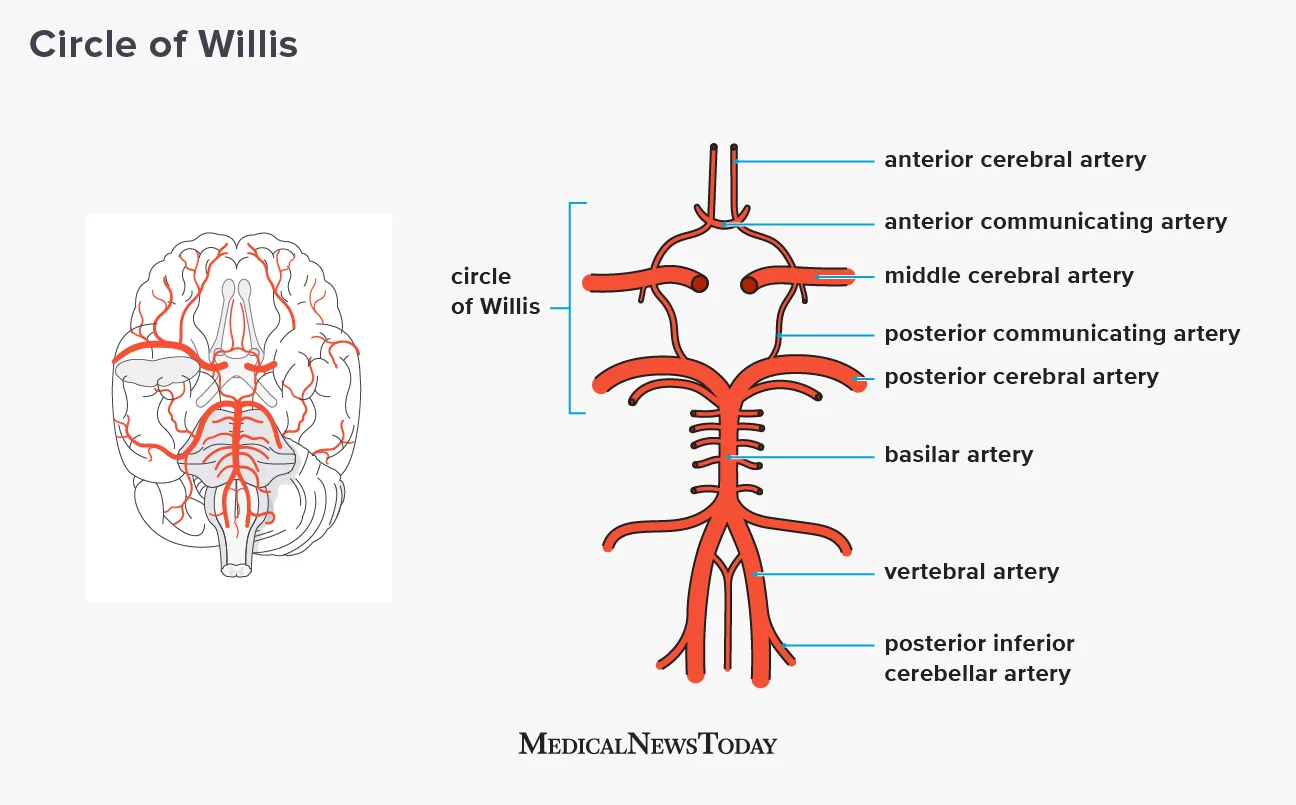 Circle of Willis
anterior cerebral artery
anterior communicating artery
circle
of Willis
middle cerebral artery
posterior communicating artery
posterior cerebral artery
basilar artery
vertebral artery
posterior inferior
cerebellar artery
MEDICALNEWSTODAY